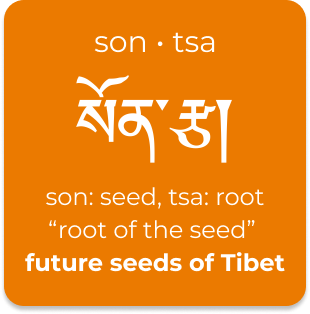 son • tsa
སོན་རྩ།
son: seed, tsa: root
“root of the seed”
future seeds of Tibet